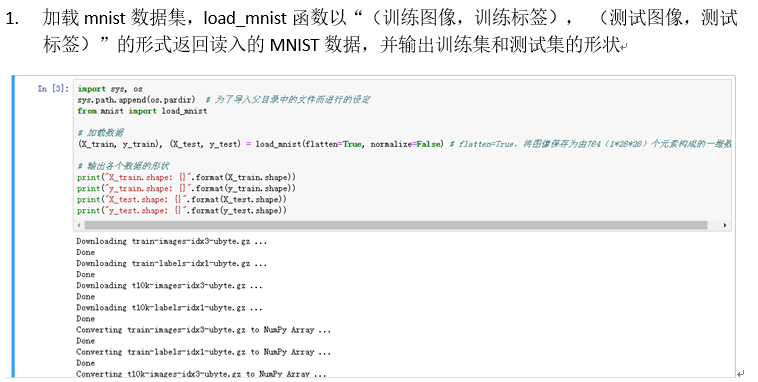 1. 加载 mnist 数据集，load_mnist 函数以“（训练图像，训练标签）， （测试图像，测试
标签）”的形式返回读入的 MNIST 数据，并输出训练集和测试集的形状
In [3]: import sys, os
sys.path.append(os.pardir) # 为了导入父目录中的文件而进行的设定
from mnist import load_mnist
# 加载数据
(X_train, y_train), (X_test, y_test) = load_mnist(flatten=True, normalize=False) # flatten=True，将图像保存为由784（1*28*28）个元素构成的一维数
# 输出各个数据的形状
print("X_train.shape: {}".format(X_train.shape))
print("y_train.shape: {}".format(y_train.shape))
print("X_test.shape: {}".format(X_test.shape))
print("y_test.shape: {}".format(y_test.shape))
Downloading train-images-idx3-ubyte.gz ...
Done
Downloading train-labels-idx1-ubyte.gz ...
Done
Downloading t10k-images-idx3-ubyte.gz ...
Done
Downloading t10k-labels-idx1-ubyte.gz ...
Done
Converting train-images-idx3-ubyte.gz to NumPy Array ...
Done
Converting train-labels-idx1-ubyte.gz to NumPy Array ...
Done
Converting t10k-images-idx3-ubyte.gz to NumPy Array ...